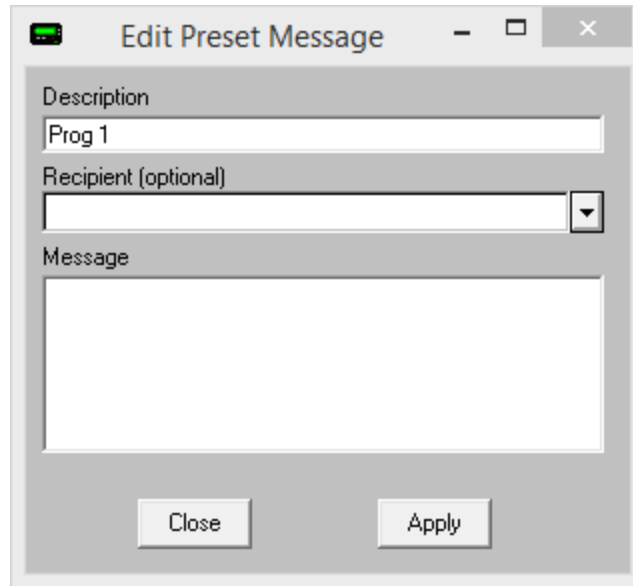 Edit Preset Message
Description
Prog 1
Recipient (optional)
Message
Close Apply